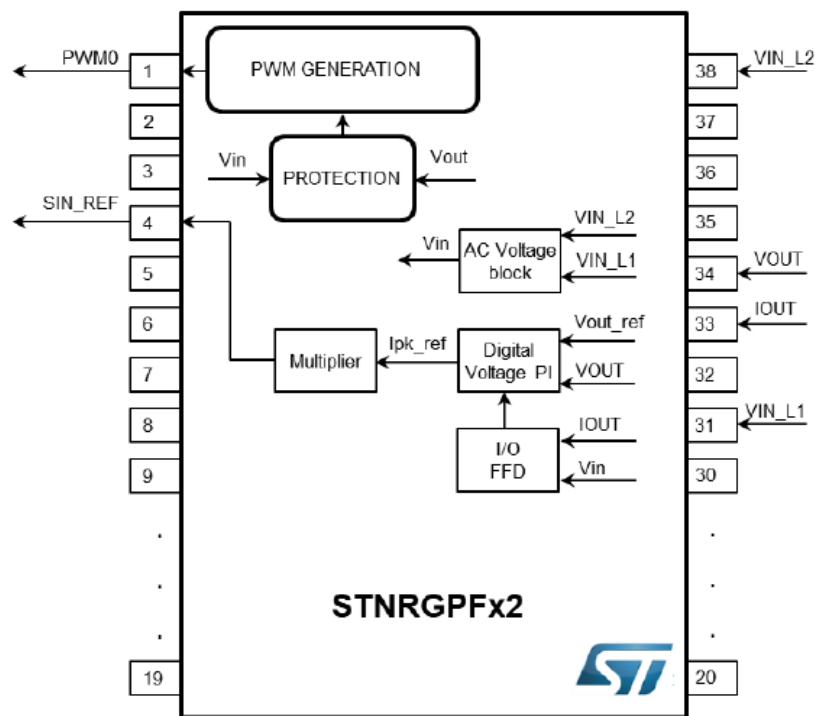 PWM0
1
PWM GENERATION
38
VIN_L2
2
37
3
Vin
PROTECTION
Vout
36
SIN_REF
4
VIN_L2
35
Vin
AC Voltage
block
VIN_L1
5
34
VOUT
6
Vout_ref
33
IOUT
Multiplier
Ipk_ref
Digital
Voltage PI
VOUT
7
32
8
IOUT
31
VIN_L1
9
I/O
FFD
Vin
30
.
.
.
.
.
.
STNRGPFx2
19
ST
20